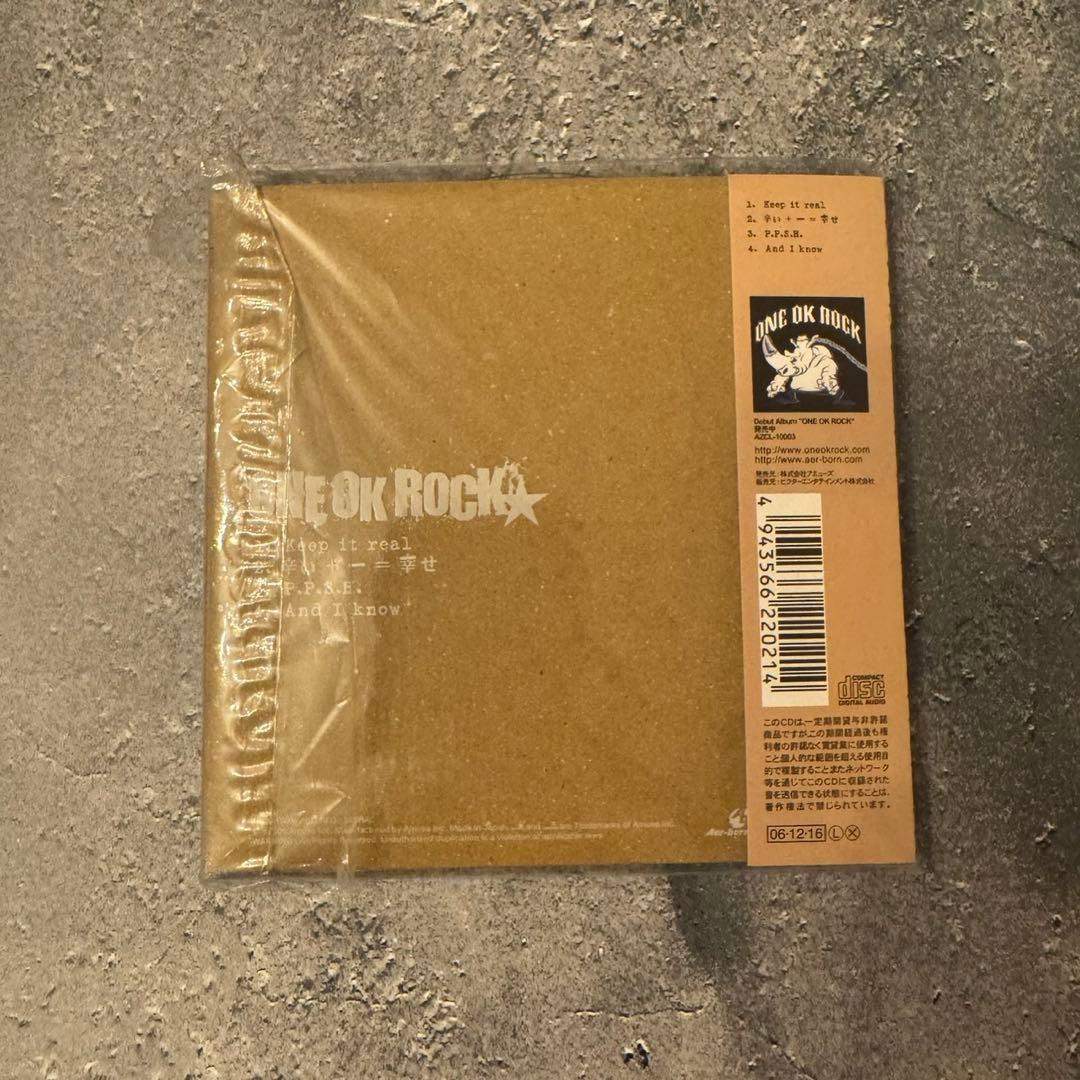 ONE OK ROCK
Keep it real
辛い + 一 = 幸せ
P.P.S.H.
And I know
Aer-born
1. Keep it real
2. 辛い + 一 = 幸せ
3. P.P.S.H.
4. And I know
ONE OK ROCK
Debut Album "ONE OK ROCK"
発売中
AZCL-10003
http://www.oneokrock.com
http://www.aer-born.com
発売元:株式会社アミューズ
販売元:ビクターエンタテインメント株式会社
4 943566 220214
COMPACT
disc
DIGITAL AUDIO
このCDは、一定期間貸与非許諾
商品ですが、この期間経過後も権
利者の許諾なく賃貸業に使用する
こと個人的な範囲を超える使用目
的で複製することまたネットワーク
等を通じてこのCDに収録された
音を送信できる状態にすることは、
著作権法で禁じられています。
06・12・16 L X